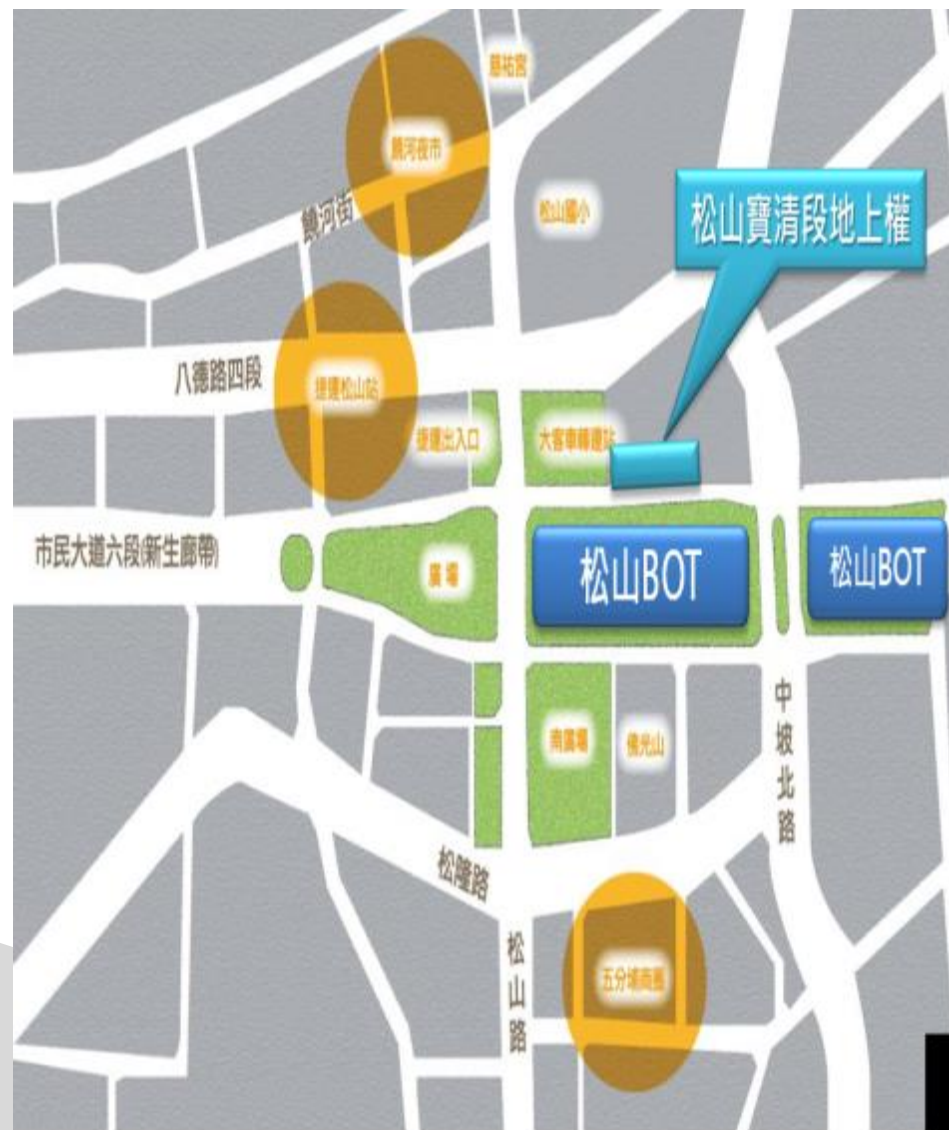 慈祐宮
饒河夜市
松山國小
松山寶清段地上權
饒河街
八德路四段
捷運松山站
捷運出入口
大客車轉運站
市民大道六段(新生廊帶)
廣場
松山BOT
松山BOT
中坡北路
南廣場
佛光山
松隆路
松山路
五分埔商圈